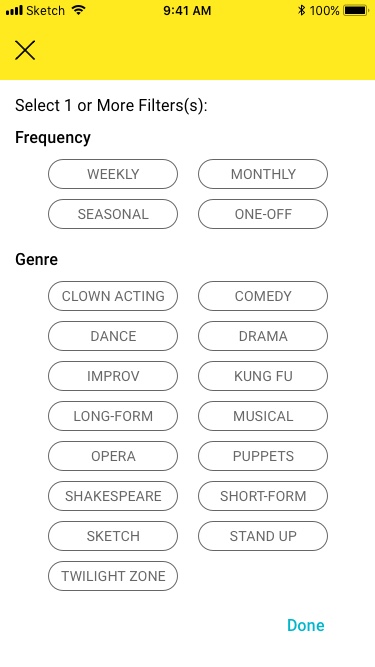 Sketch 9:41 AM 100%
Select 1 or More Filters(s):
Frequency
WEEKLY MONTHLY
SEASONAL ONE-OFF
Genre
CLOWN ACTING COMEDY
DANCE DRAMA
IMPROV KUNG FU
LONG-FORM MUSICAL
OPERA PUPPETS
SHAKESPEARE SHORT-FORM
SKETCH STAND UP
TWILIGHT ZONE
Done